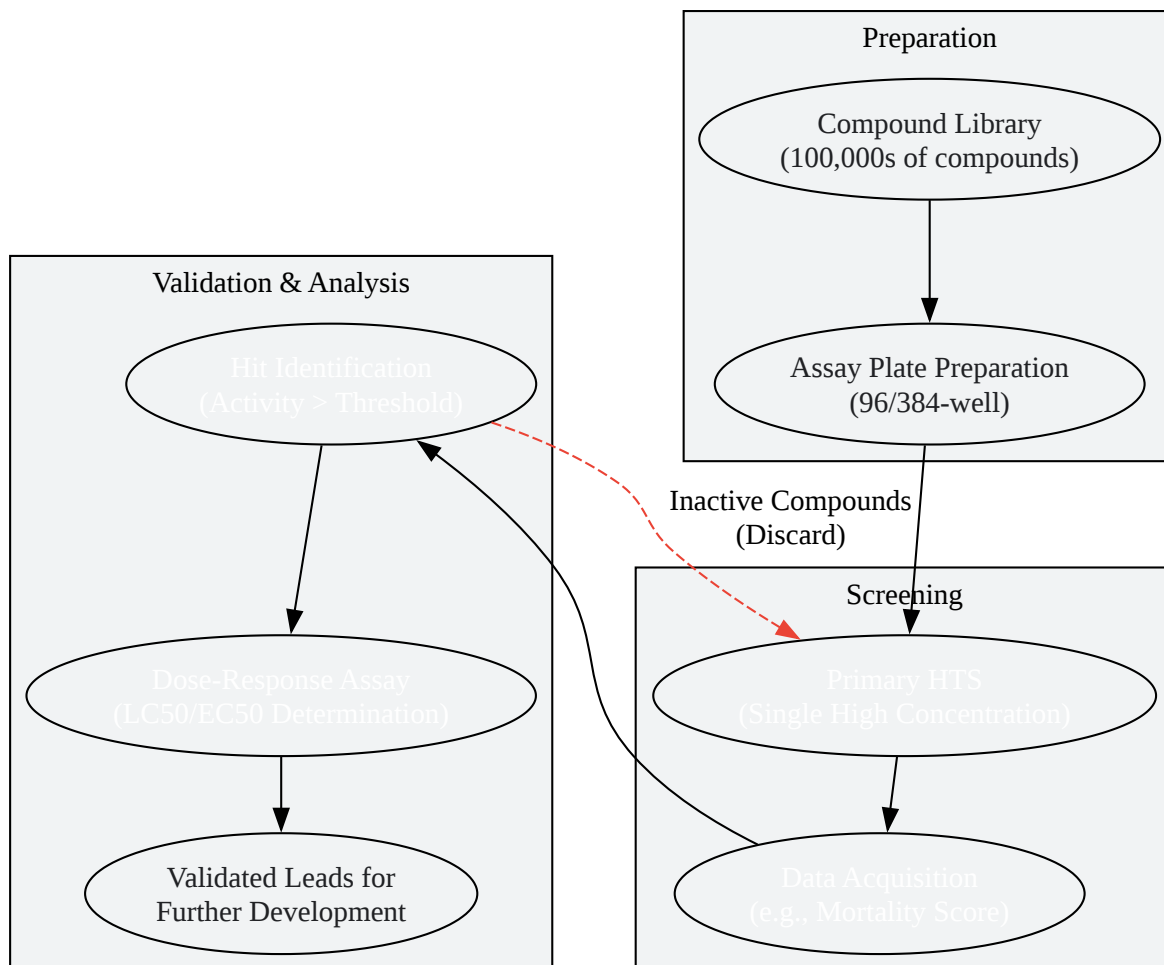 Preparation
Compound Library
(100,000s of compounds)
Assay Plate Preparation
(96/384-well)
Validation & Analysis
Hit Identification
(Activity > Threshold)
Inactive Compounds
(Discard)
Screening
Dose-Response Assay
(LC50/EC50 Determination)
Primary HTS
(Single High Concentration)
Validated Leads for
Further Development
Data Acquisition
(e.g., Mortality Score)